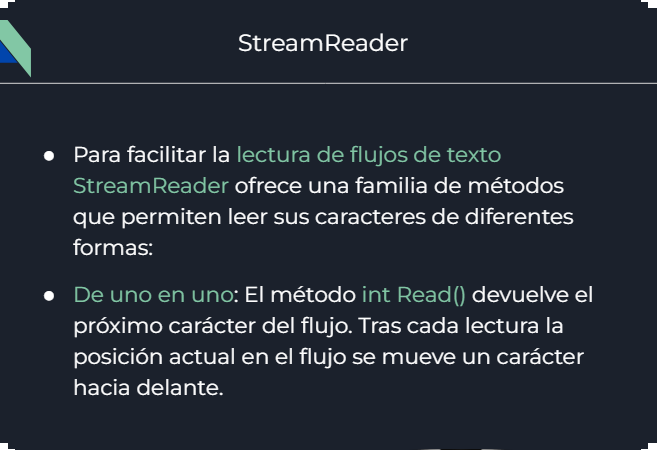 StreamReader
● Para facilitar la lectura de flujos de texto
StreamReader ofrece una familia de métodos
que permiten leer sus caracteres de diferentes
formas:
● De uno en uno: El método int Read() devuelve el
próximo carácter del flujo. Tras cada lectura la
posición actual en el flujo se mueve un carácter
hacia delante.